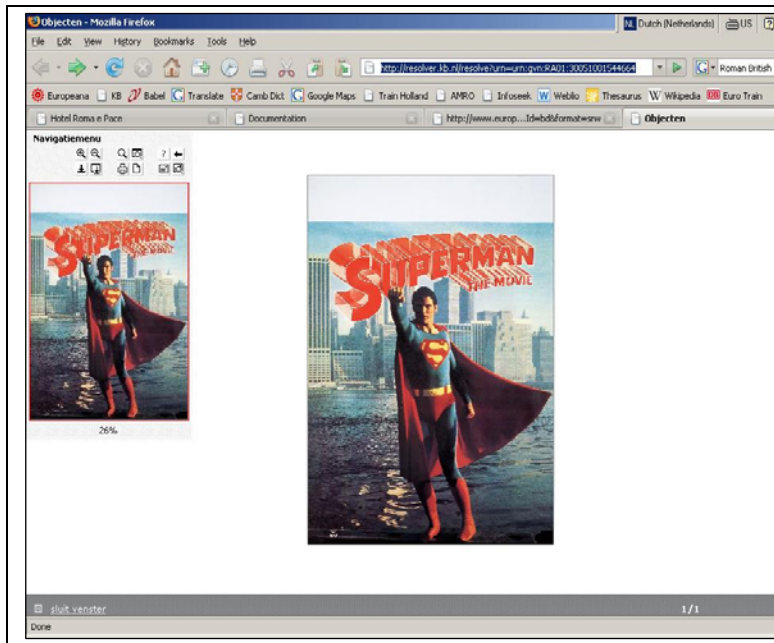 Objecten - Mozilla Firefox
NL Dutch (Netherlands) US
File Edit View History Bookmarks Tools Help
http://resolver.kb.nl/resolve?urn=urn:gvn:RA01:30051001544664
G Roman British
Europeana KB Babel Translate Camb Dict Google Maps Train Holland AMRO Infoseek Weblio Thesaurus Wikipedia Euro Train
Hotel Roma e Pace
Documentation
http://www.europ...Id=bd&format=srw
Objecten
Navigatiemenu
SUPERMAN
THE MOVIE
26%
SUPERMAN
THE MOVIE
sluit venster
1/1
Done